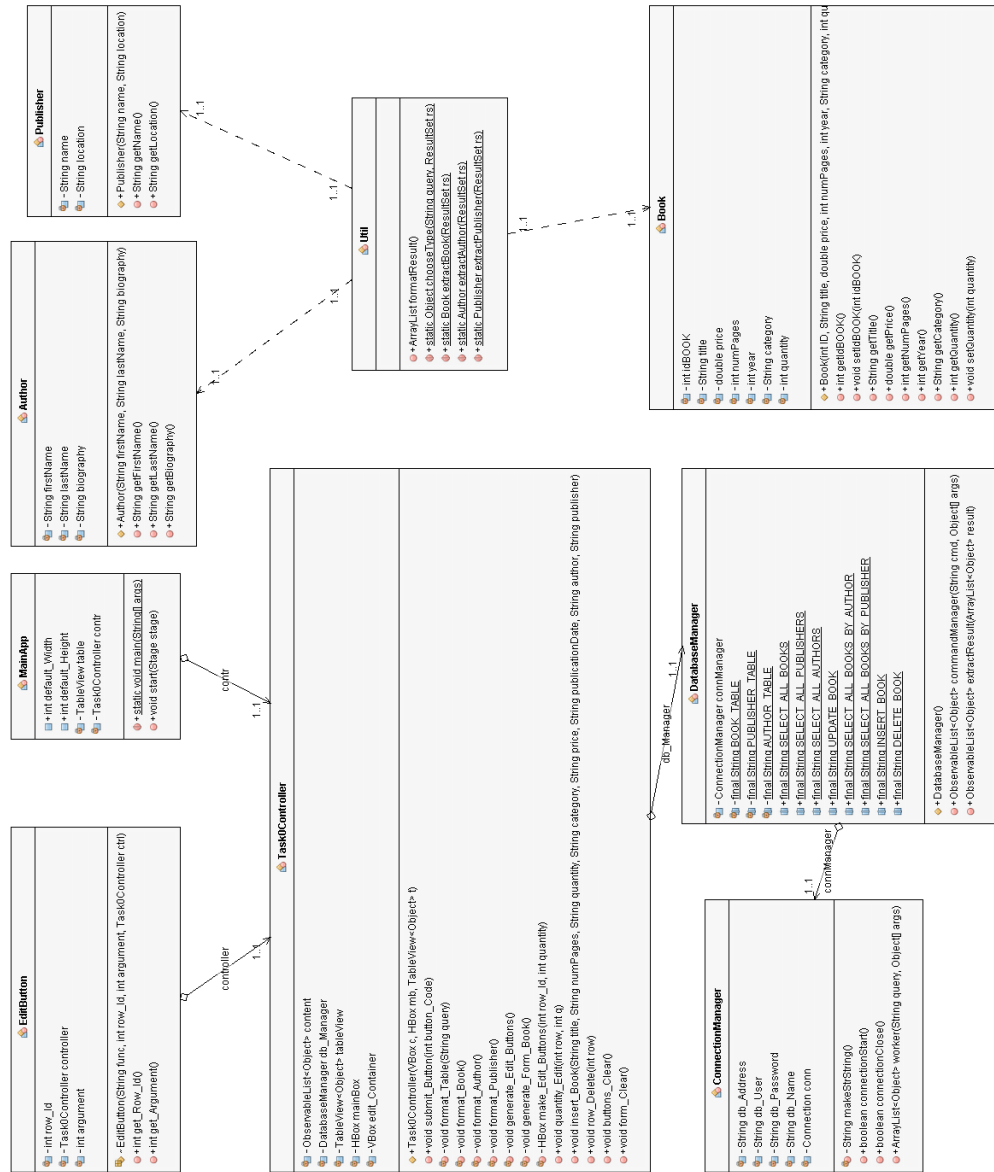 EditButton
- int row_Id
- Task0Controller controller
- int argument
- EditButton(String func, int row_Id, int argument, Task0Controller ctrl)
+ int get_Row_Id()
+ int get_Argument()
controller
1..1
MainApp
+ int default_Width
+ int default_Height
- TableView table
- Task0Controller contr
+ static void main(String[] args)
+ void start(Stage stage)
contr
1..1
Author
- String firstName
- String lastName
- String biography
+ Author(String firstName, String lastName, String biography)
+ String getFirstName()
+ String getLastName()
+ String getBiography()
1..1
1..1
Publisher
- String name
- String location
+ Publisher(String name, String location)
+ String getName()
+ String getLocation()
1..1
1..1
Task0Controller
- ObservableList<Object> content
- DatabaseManager db_Manager
- TableView<Object> tableView
- HBox mainBox
- VBox edit_Container
+ Task0Controller(VBox c, HBox mb, TableView<Object> t)
+ void submit_Button(int button_Code)
- void format_Table(String query)
- void format_Book()
- void format_Author()
- void format_Publisher()
- void generate_Edit_Buttons()
- void generate_Form_Book()
- HBox make_Edit_Buttons(int row_Id, int quantity)
+ void quantity_Edit(int row, int q)
+ void insert_Book(String title, String numPages, String quantity, String category, String price, String publicationDate, String author, String publisher)
+ void row_Delete(int row)
+ void buttons_Clear()
+ void form_Clear()
Util
+ ArrayList formatResult()
+ static Object chooseType(String query, ResultSet rs)
+ static Book extractBook(ResultSet rs)
+ static Author extractAuthor(ResultSet rs)
+ static Publisher extractPublisher(ResultSet rs)
1..1
1..1
db_Manager
1..1
ConnectionManager
- String db_Address
- String db_User
- String db_Password
- String db_Name
- Connection conn
+ String makeStrString()
+ boolean connectionStart()
+ boolean connectionClose()
+ ArrayList<Object> worker(String query, Object[] args)
1..1
connManager
DatabaseManager
- ConnectionManager connManager
- final String BOOK_TABLE
- final String PUBLISHER_TABLE
- final String AUTHOR_TABLE
+ final String SELECT_ALL_BOOKS
+ final String SELECT_ALL_PUBLISHERS
+ final String SELECT_ALL_AUTHORS
+ final String UPDATE_BOOK
+ final String SELECT_ALL_BOOKS_BY_AUTHOR
+ final String SELECT_ALL_BOOKS_BY_PUBLISHER
+ final String INSERT_BOOK
+ final String DELETE_BOOK
+ DatabaseManager()
+ ObservableList<Object> commandManager(String cmd, Object[] args)
+ ObservableList<Object> extractResult(ArrayList<Object> result)
Book
- int idBOOK
- String title
- double price
- int numPages
- int year
- String category
- int quantity
+ Book(int ID, String title, double price, int numPages, int year, String category, int
+ int getIdBOOK()
+ void setIdBOOK(int idBOOK)
+ String getTitle()
+ double getPrice()
+ int getNumPages()
+ int getYear()
+ String getCategory()
+ int getQuantity()
+ void setQuantity(int quantity)